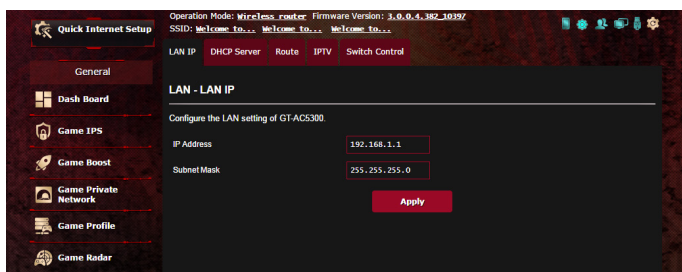 Operation Mode: Wireless router Firmware Version: 3.0.0.4.382_10397
SSID: Welcome to... Welcome to... Welcome to...
Quick Internet Setup
LAN IP DHCP Server Route IPTV Switch Control
General
Dash Board
Game IPS
Game Boost
Game Private
Network
Game Profile
Game Radar
LAN - LAN IP
Configure the LAN setting of GT-AC5300.
IP Address 192.168.1.1
Subnet Mask 255.255.255.0
Apply